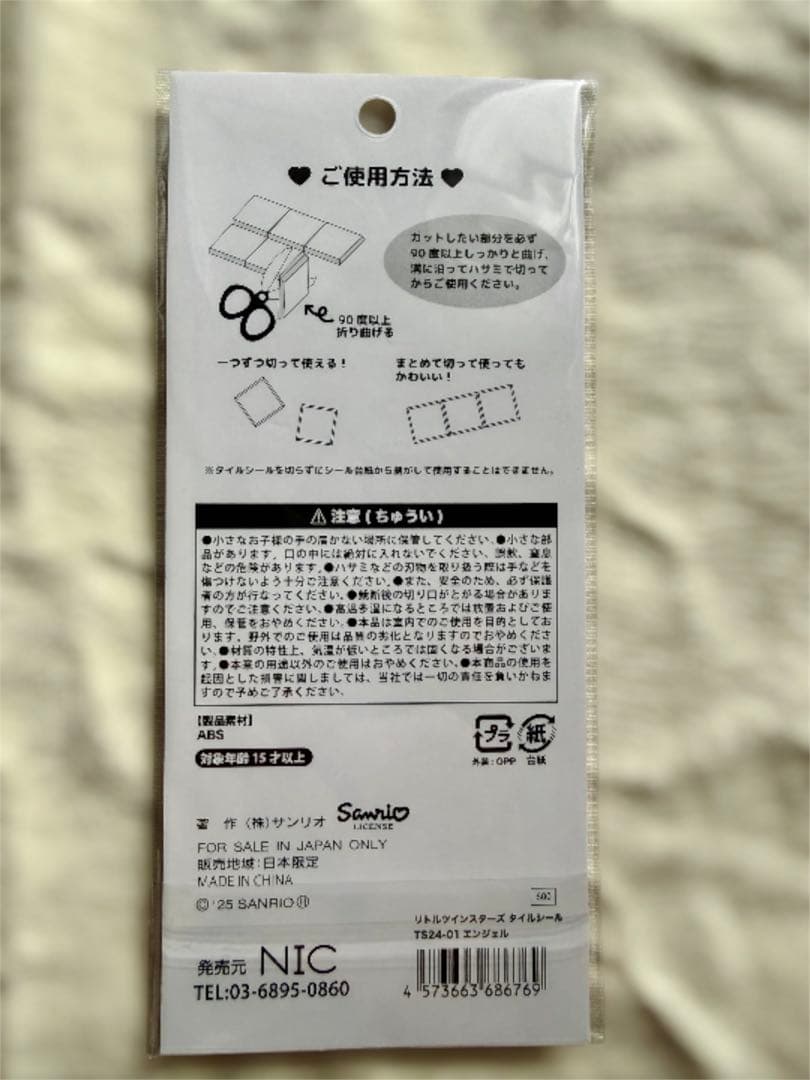 ♥ ご使用方法 ♥
カットしたい部分を必ず
90度以上しっかりと曲げ、
溝に沿ってハサミで切って
からご使用ください。
90度以上
折り曲げる
一つずつ切って使える！
まとめて切って使っても
かわいい！
※タイルシールを切らずにシール台紙から剥がして使用することはできません。
⚠ 注意(ちゅうい)
●小さなお子様の手の届かない場所に保管してください。●小さな部
品があります。口の中には絶対に入れないでください、誤飲、窒息
などの危険があります。●ハサミなどの刃物を取り扱う際は手などを
傷つけないよう十分ご注意ください。●また、安全のため、必ず保護
者の方が行なってください。●裁断後の切り口がとがる場合がありま
すのでご注意ください。●高温多湿になるところでは放置およびご使
用、保管をおやめください。●本品は室内でのご使用を目的としてお
ります、野外でのご使用は品質の劣化となりますのでおやめくださ
い。●材質の特性上、気温が低いところでは固くなる場合がございま
す。●本来の用途以外のご使用はおやめください。●本商品の使用を
起因とした損害に関しましては、当社では一切の責任を負いかねま
すので予めご了承ください。
【製品素材】
ABS
対象年齢15才以上
プラ
紙
外装:OPP
台紙
著 作 (株)サンリオ
Sanrio
LICENSE
FOR SALE IN JAPAN ONLY
販売地域:日本限定
MADE IN CHINA
© '25 SANRIO Ⓗ
600
リトルツインスターズ タイルシール
TS24-01 エンジェル
発売元 NIC
TEL:03-6895-0860
4 573663 686769